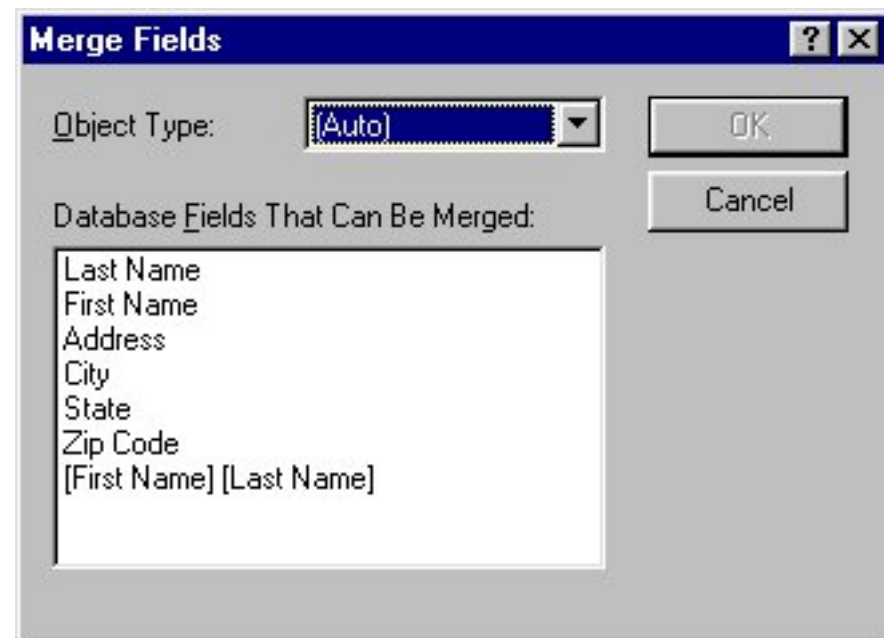 Merge Fields
Object Type:
(Auto)
OK
Cancel
Database Fields That Can Be Merged:
Last Name
First Name
Address
City
State
Zip Code
[First Name] [Last Name]